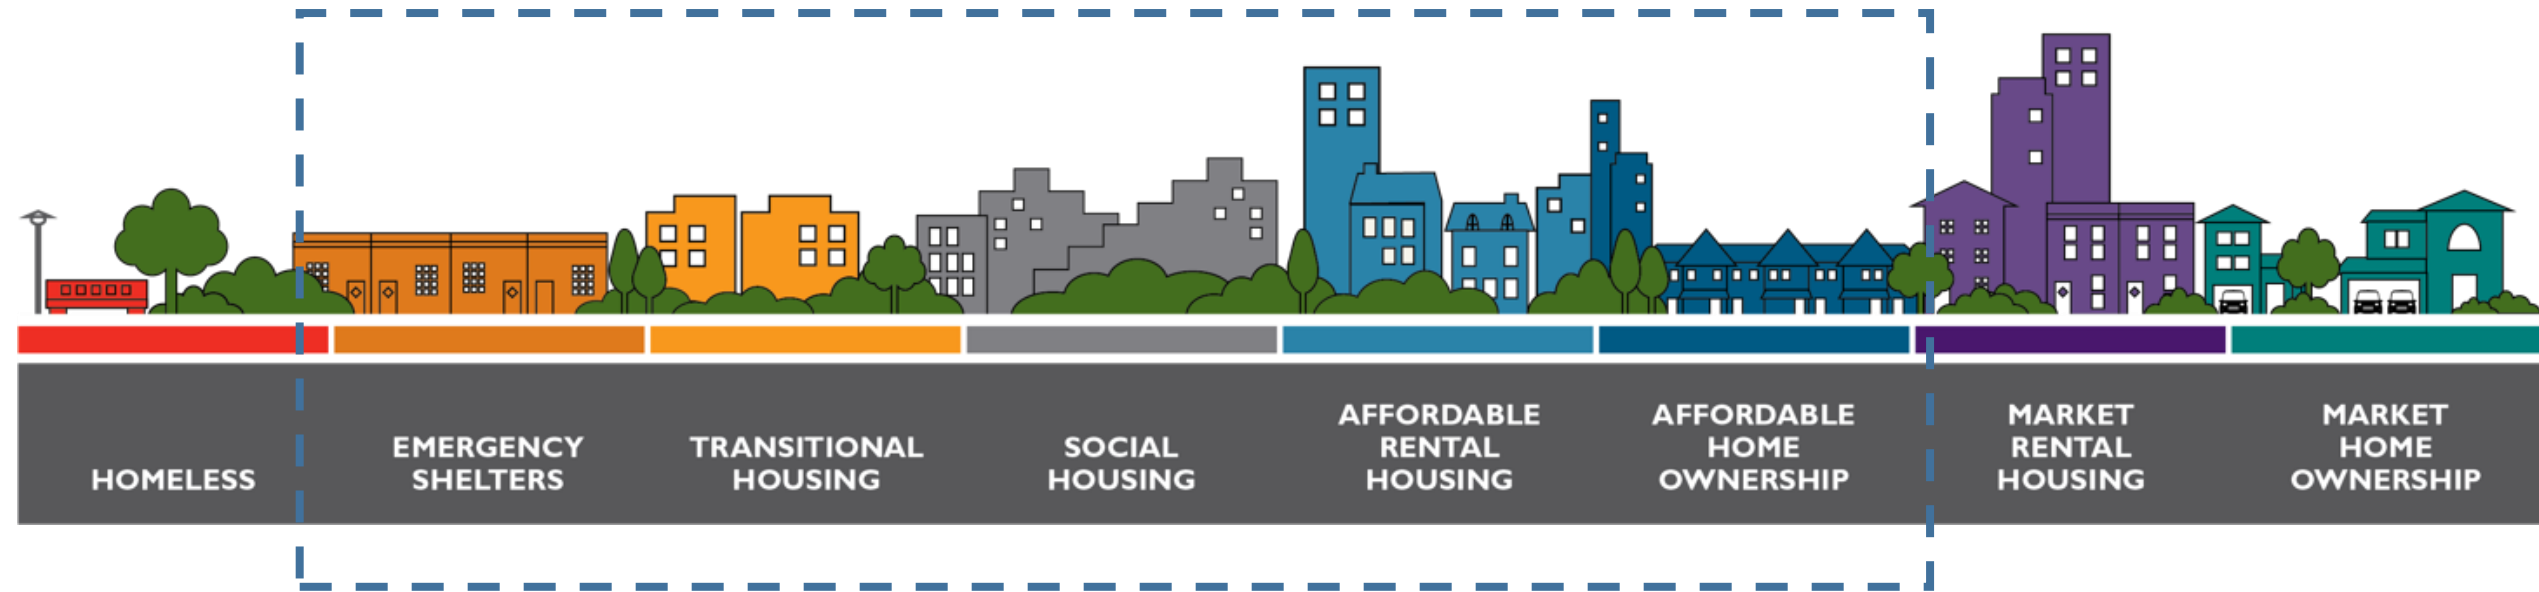 HOMELESS
EMERGENCY
SHELTERS
TRANSITIONAL
HOUSING
SOCIAL
HOUSING
AFFORDABLE
RENTAL
HOUSING
AFFORDABLE
HOME
OWNERSHIP
MARKET
RENTAL
HOUSING
MARKET
HOME
OWNERSHIP